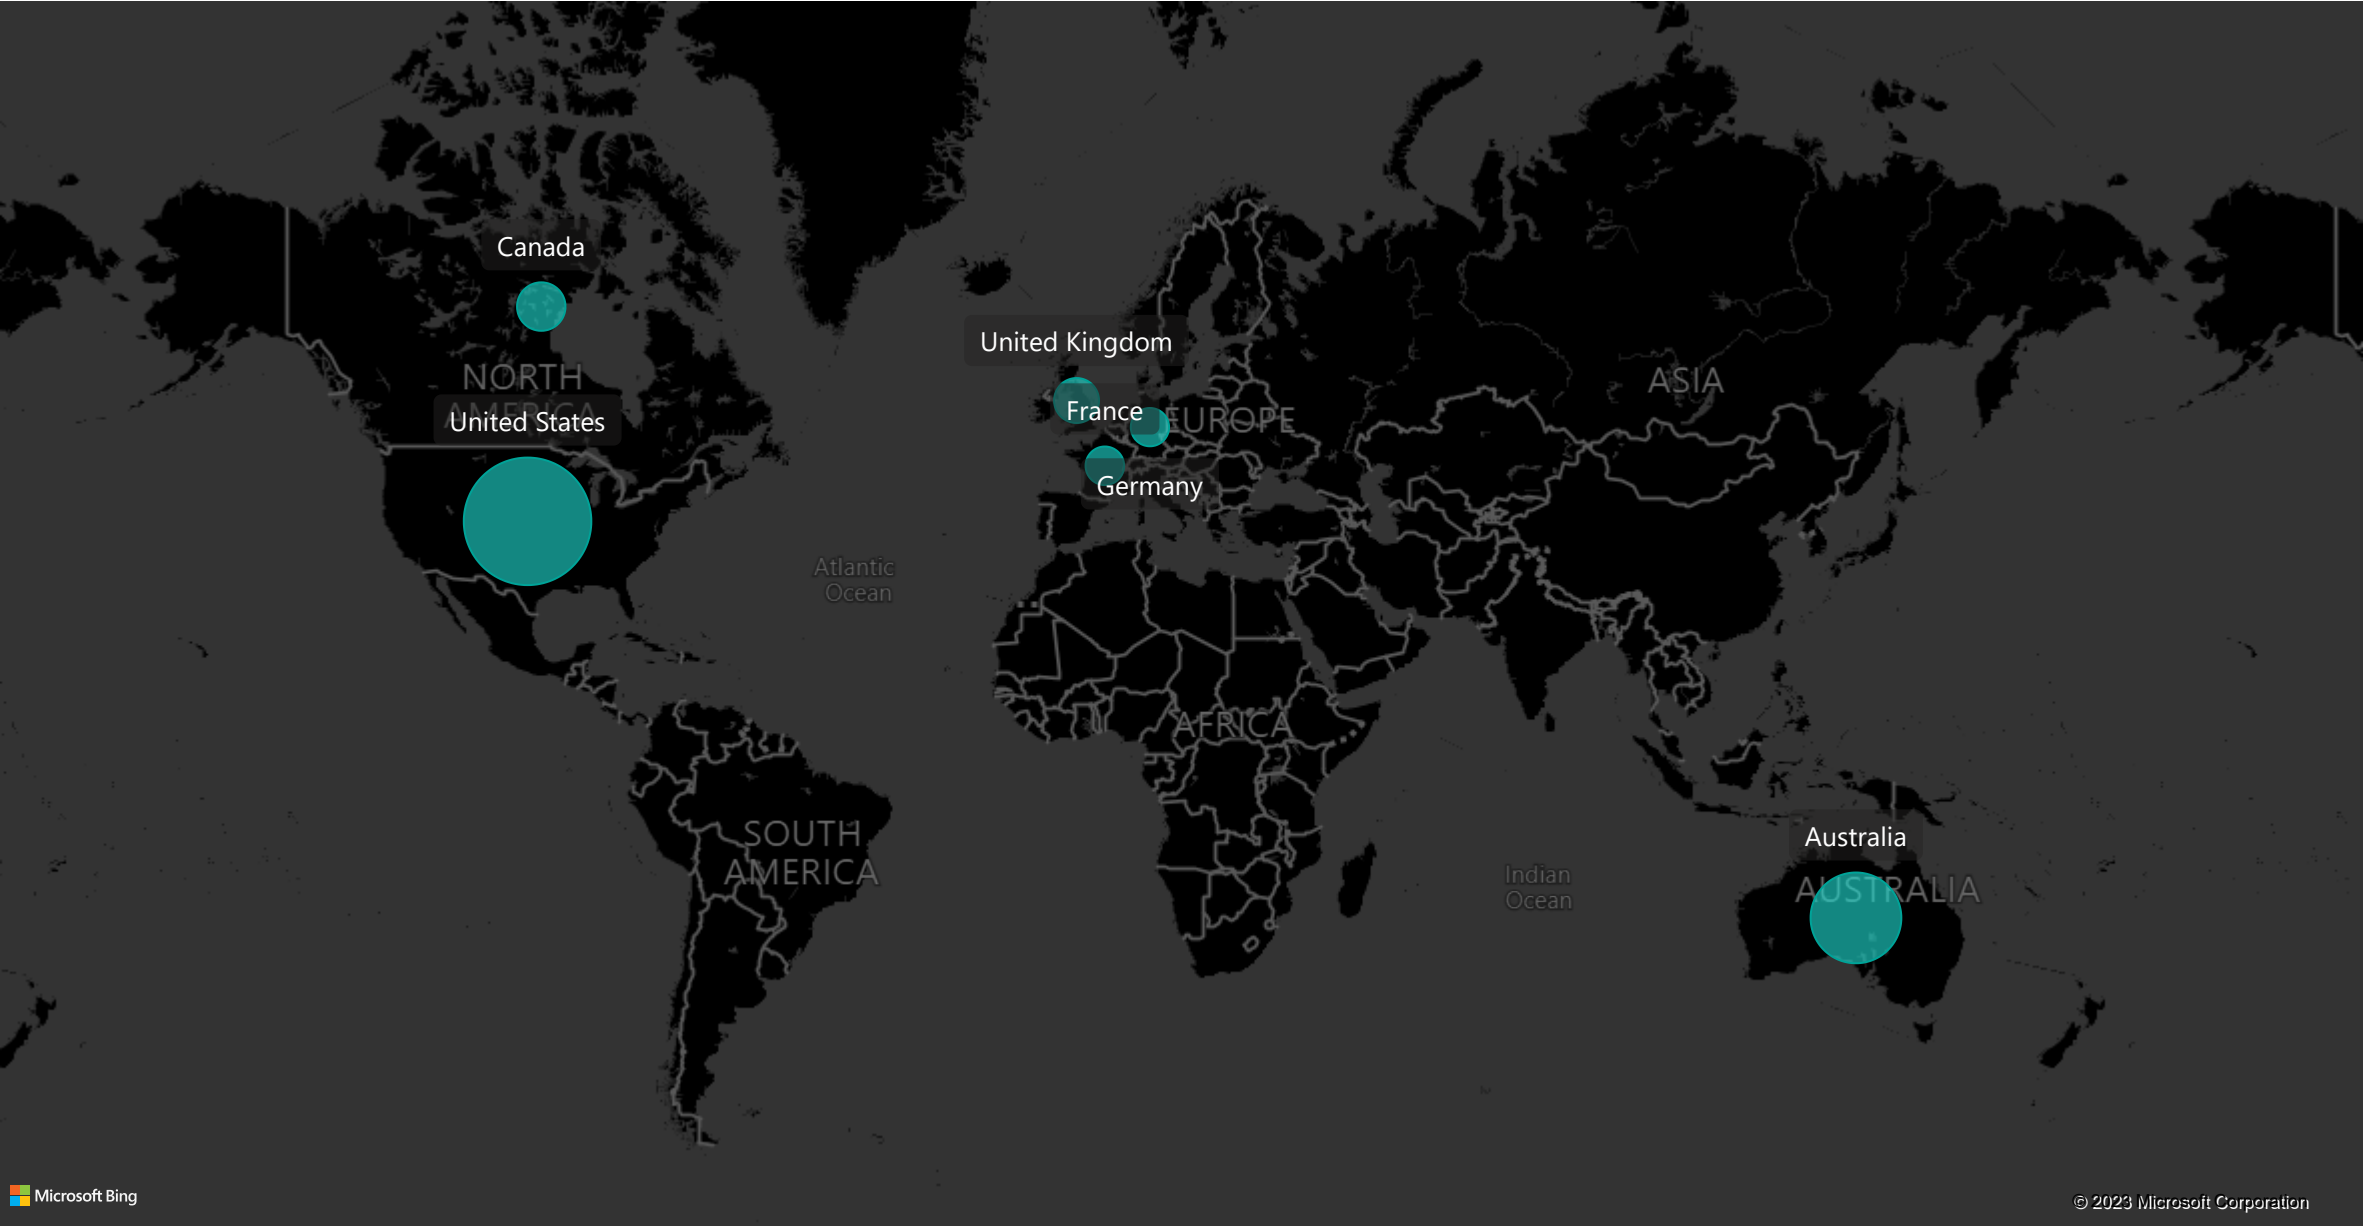 Canada
United Kingdom
NORTH
AMERICA
United States
ASIA
France
EUROPE
Germany
Atlantic
Ocean
AFRICA
SOUTH
AMERICA
Australia
AUSTRALIA
Indian
Ocean
Microsoft Bing
© 2023 Microsoft Corporation